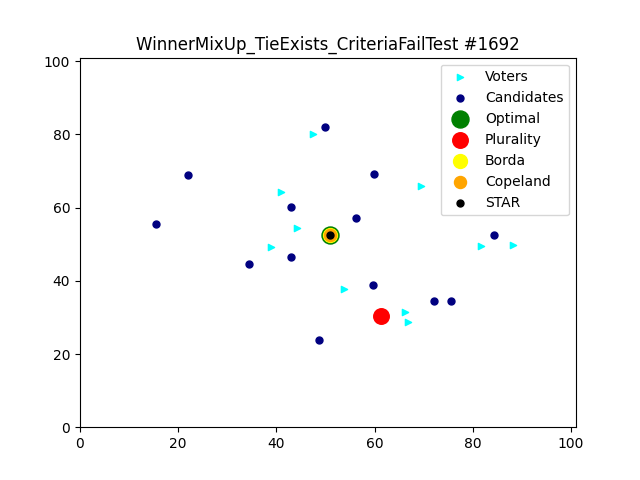 WinnerMixUp_TieExists_CriteriaFailTest #1692
100
80
60
40
20
0
0
20
40
60
80
100
Voters
Candidates
Optimal
Plurality
Borda
Copeland
STAR